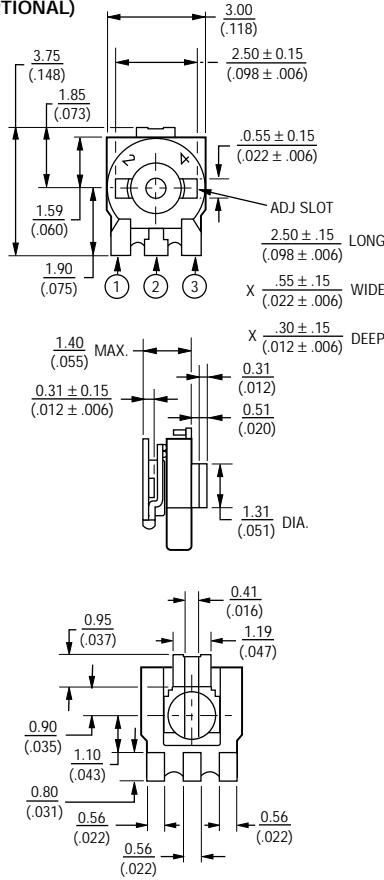 PTIONAL)
3.00
(.118)
3.75
(.148)
2.50 ± 0.15
(.098 ± .006)
1.85
(.073)
.0.55 ± 0.15
(.022 ± .006)
2
4
ADJ SLOT
1.59
(.060)
2.50 ± .15
(.098 ± .006) LONG
1.90
(.075)
1
2
3
X .55 ± .15
(.022 ± .006) WIDE
X .30 ± .15
(.012 ± .006) DEEP
1.40
(.055) MAX.
0.31
(.012)
0.31 ± 0.15
(.012 ± .006)
0.51
(.020)
1.31
(.051) DIA.
0.41
(.016)
0.95
(.037)
1.19
(.047)
0.90
(.035)
1.10
(.043)
0.80
(.031)
0.56
(.022)
0.56
(.022)
0.56
(.022)